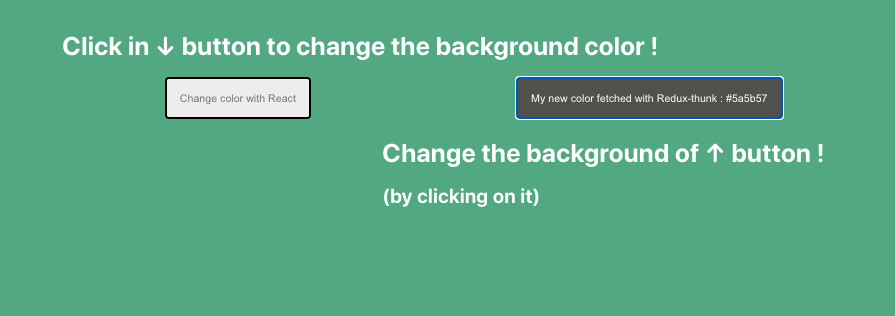 Click in ↓ button to change the background color !
Change color with React
My new color fetched with Redux-thunk : #5a5b57
Change the background of ↑ button !
(by clicking on it)